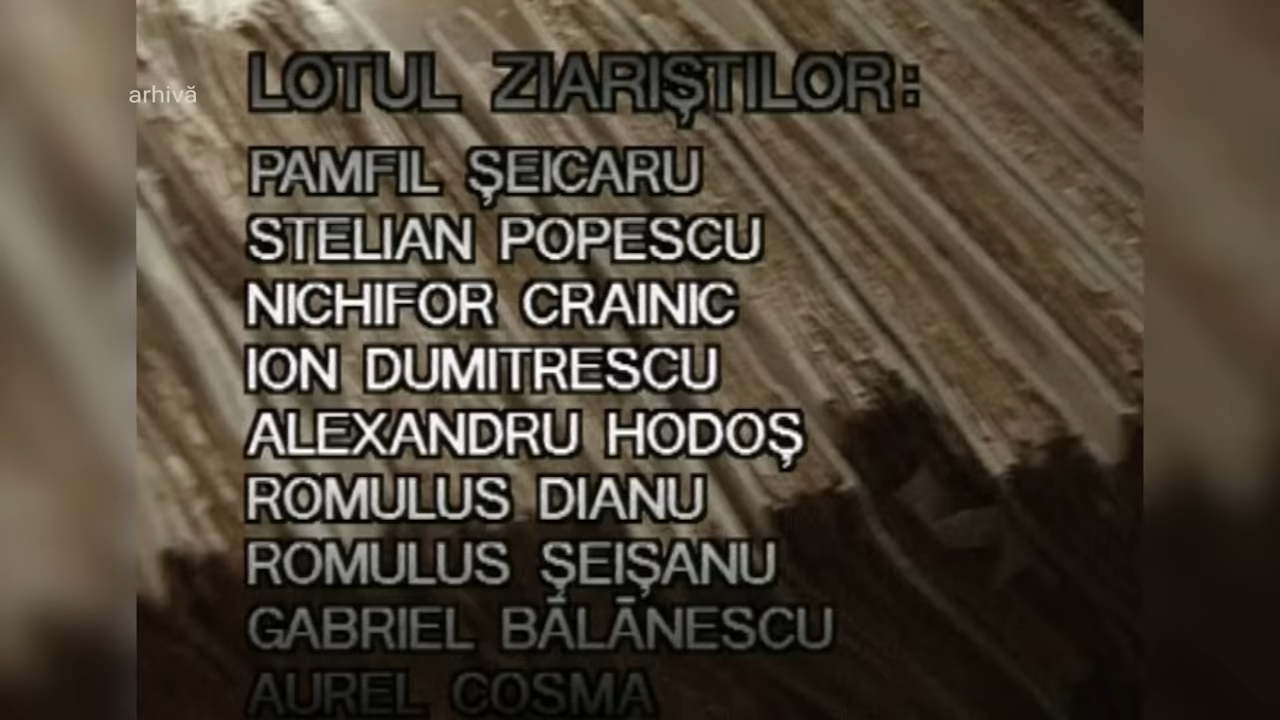 arhivă
LOTUL ZIARIŞTILOR:
PAMFIL ŞEICARU
STELIAN POPESCU
NICHIFOR CRAINIC
ION DUMITRESCU
ALEXANDRU HODOŞ
ROMULUS DIANU
ROMULUS ŞEIŞANU
GABRIEL BĂLĂNESCU
AUREL COSMA